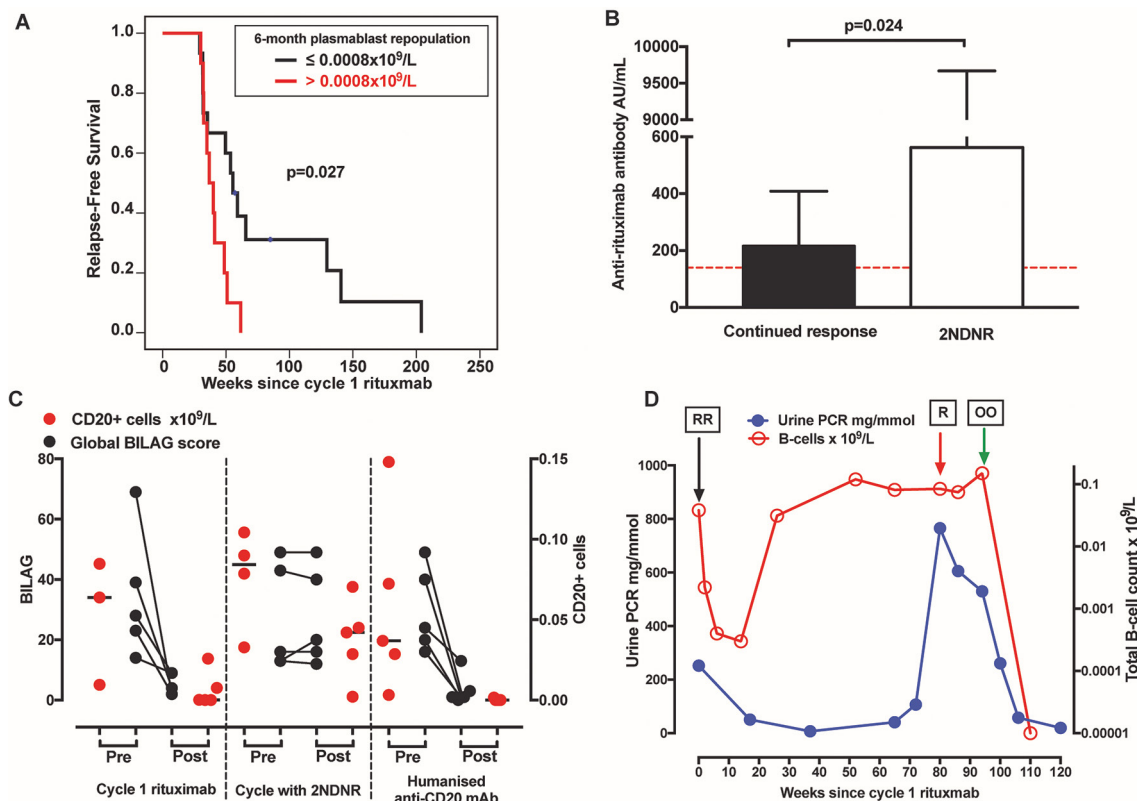 A
6-month plasmablast repopulation
≤ 0.0008x10⁹/L
> 0.0008x10⁹/L
p=0.027
Relapse-Free Survival
1.0
0.8
0.6
0.4
0.2
0.0
0 50 100 150 200 250
Weeks since cycle 1 rituxmab
B
p=0.024
Anti-rituximab antibody AU/mL
10000
9500
9000
600
400
200
0
Continued response 2NDNR
C
CD20+ cells x10⁹/L
Global BILAG score
BILAG
80
60
40
20
0
0.15
0.10
0.05
0.00
CD20+ cells
Pre Post Pre Post Pre Post
Cycle 1 rituximab Cycle with 2NDNR Humanised
anti-CD20 mAb
D
Urine PCR mg/mmol
B-cells x 10⁹/L
RR R OO
Urine PCR mg/mmol
1000
800
600
400
200
0
0.1
0.01
0.001
0.0001
0.00001
Total B-cell count x 10⁹/L
0 10 20 30 40 50 60 70 80 90 100 110 120
Weeks since cycle 1 rituxmab